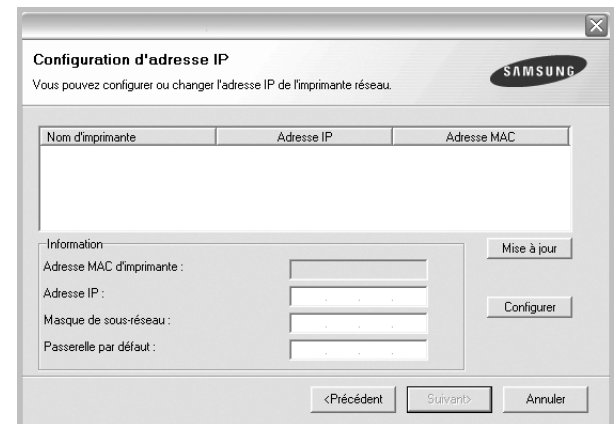 Configuration d'adresse IP
Vous pouvez configurer ou changer l'adresse IP de l'imprimante réseau.
SAMSUNG
Nom d'imprimante Adresse IP Adresse MAC
Information
Mise à jour
Adresse MAC d'imprimante :
Adresse IP :
Configurer
Masque de sous-réseau :
Passerelle par défaut :
<Précédent Suivant> Annuler